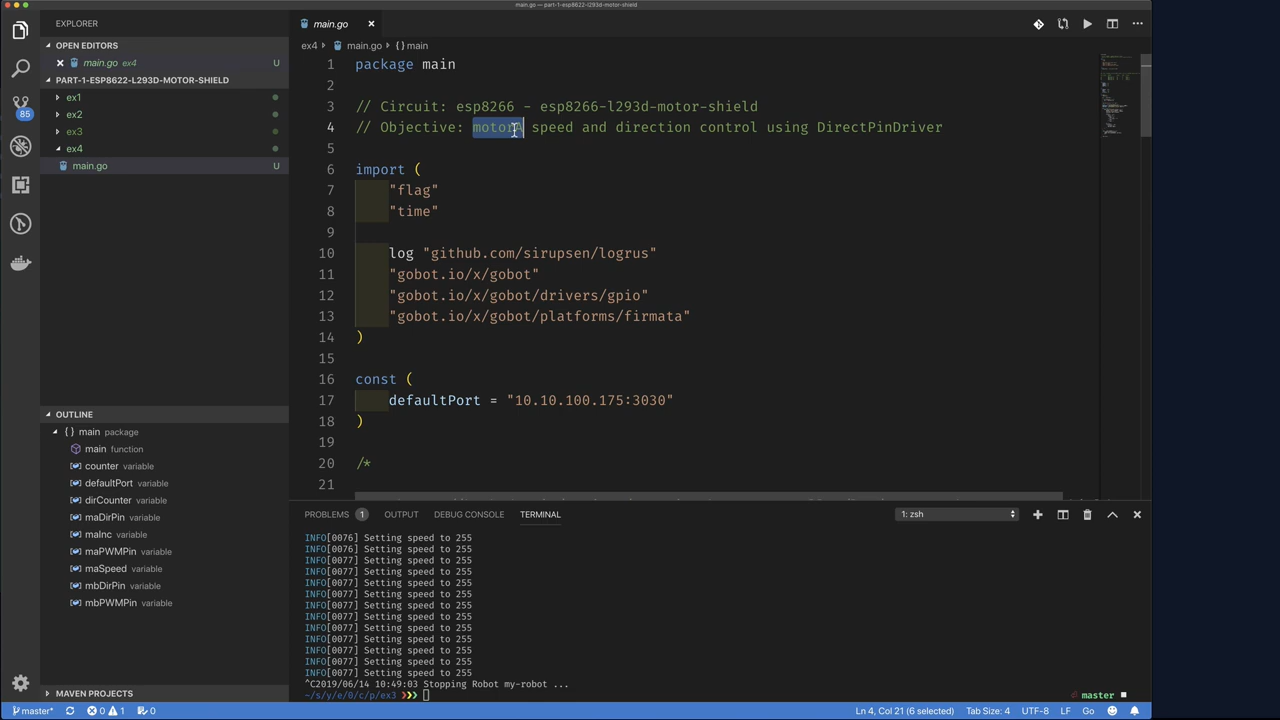 main.go — part-1-esp8622-l293d-motor-shield
EXPLORER
OPEN EDITORS
main.go ex4 U
PART-1-ESP8622-L293D-MOTOR-SHIELD
ex1
ex2
ex3
ex4
main.go U
85
OUTLINE
{ } main package
main function
counter variable
defaultPort variable
dirCounter variable
maDirPin variable
maInc variable
maPWMPin variable
maSpeed variable
mbDirPin variable
mbPWMPin variable
MAVEN PROJECTS
main.go
ex4 main.go { } main
1 package main
2
3 // Circuit: esp8266 - esp8266-l293d-motor-shield
4 // Objective: motorA speed and direction control using DirectPinDriver
5
6 import (
7 "flag"
8 "time"
9
10 log "github.com/sirupsen/logrus"
11 "gobot.io/x/gobot"
12 "gobot.io/x/gobot/drivers/gpio"
13 "gobot.io/x/gobot/platforms/firmata"
14 )
15
16 const (
17 defaultPort = "10.10.100.175:3030"
18 )
19
20 /*
21
PROBLEMS 1 OUTPUT DEBUG CONSOLE TERMINAL 1: zsh
INFO[0076] Setting speed to 255
INFO[0076] Setting speed to 255
INFO[0077] Setting speed to 255
INFO[0077] Setting speed to 255
INFO[0077] Setting speed to 255
INFO[0077] Setting speed to 255
INFO[0077] Setting speed to 255
INFO[0077] Setting speed to 255
INFO[0077] Setting speed to 255
INFO[0077] Setting speed to 255
INFO[0077] Setting speed to 255
INFO[0077] Setting speed to 255
INFO[0077] Setting speed to 255
^C2019/06/14 10:49:03 Stopping Robot my-robot ...
~/s/y/e/0/c/p/ex3 ❯❯❯ master
master* 0 1 0 Ln 4, Col 21 (6 selected) Tab Size: 4 UTF-8 LF Go